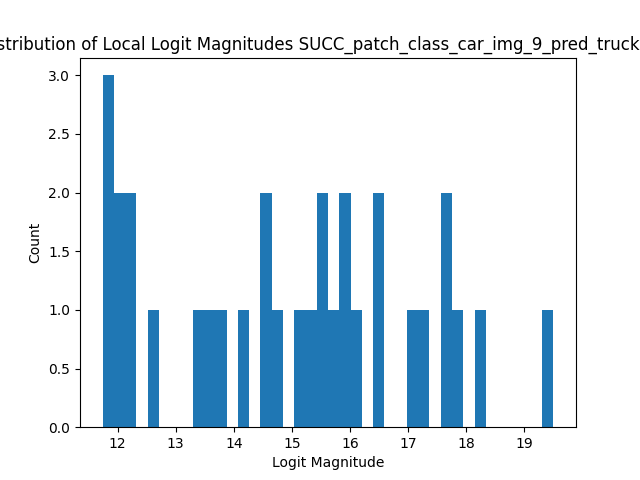 stribution of Local Logit Magnitudes SUCC_patch_class_car_img_9_pred_truck
3.0
2.5
2.0
1.5
1.0
0.5
0.0
Count
12 13 14 15 16 17 18 19
Logit Magnitude